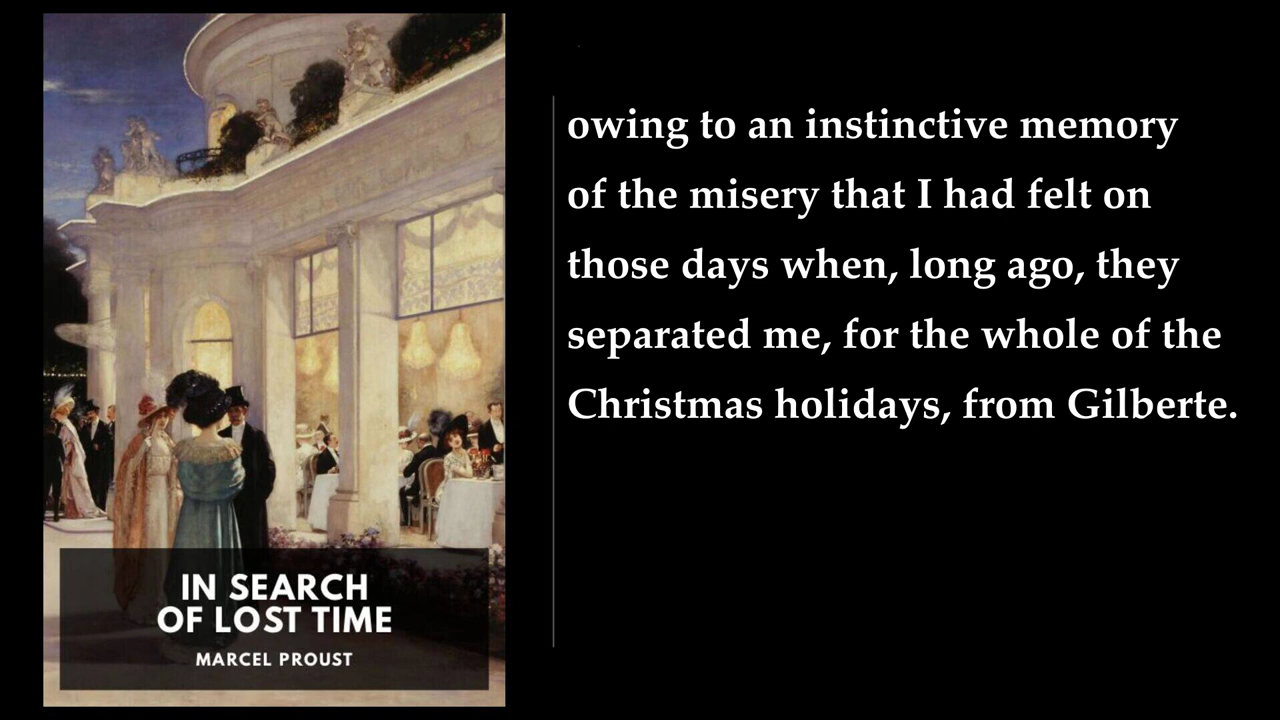 IN SEARCH
OF LOST TIME
MARCEL PROUST
owing to an instinctive memory
of the misery that I had felt on
those days when, long ago, they
separated me, for the whole of the
Christmas holidays, from Gilberte.